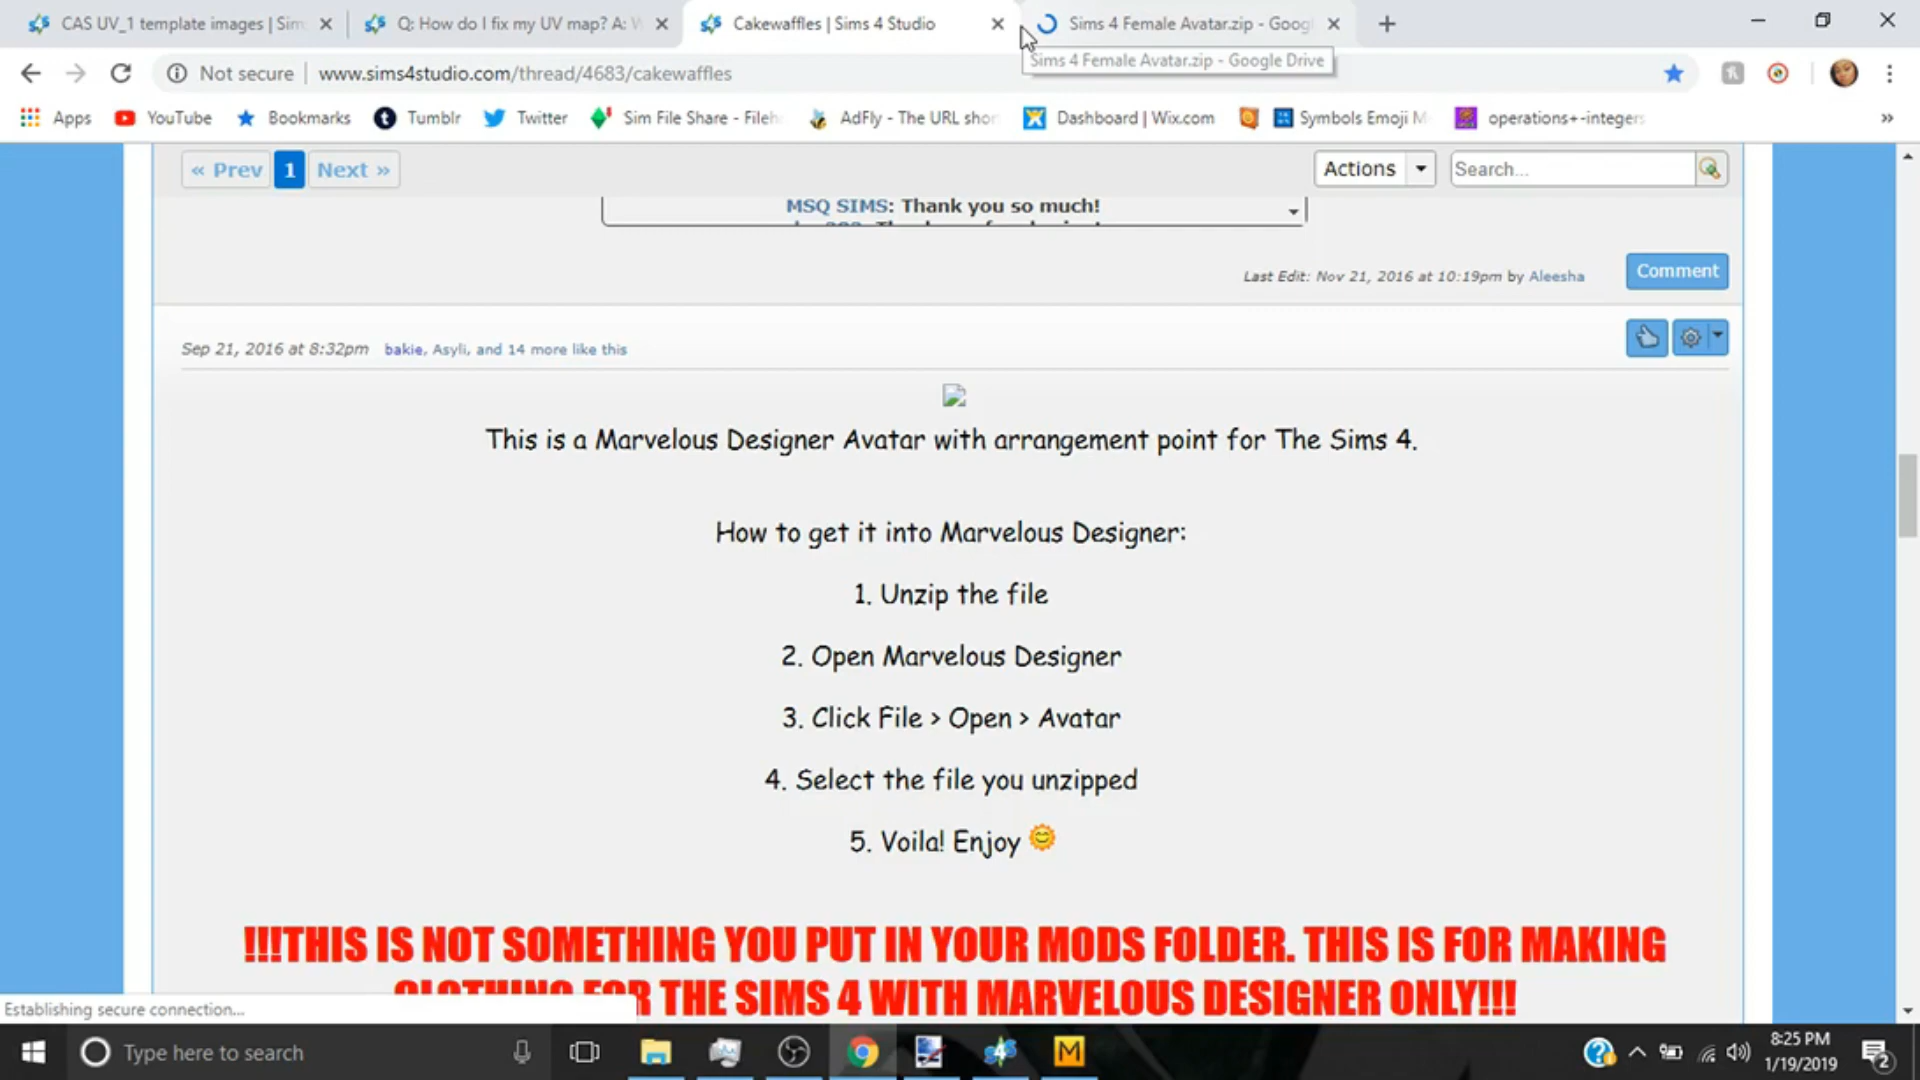 CAS UV_1 template images | Sim
Q: How do I fix my UV map? A: W
Cakewaffles | Sims 4 Studio
Sims 4 Female Avatar.zip - Goog
Not secure
www.sims4studio.com/thread/4683/cakewaffles
Sims 4 Female Avatar.zip - Google Drive
Apps
YouTube
Bookmarks
Tumblr
Twitter
Sim File Share - Fileh
AdFly - The URL shor
Dashboard | Wix.com
Symbols Emoji M
operations+-integers
»
« Prev
1
Next »
Actions
Search...
MSQ SIMS: Thank you so much!
Last Edit: Nov 21, 2016 at 10:19pm by Aleesha
Comment
Sep 21, 2016 at 8:32pm bakie, Asyli, and 14 more like this
This is a Marvelous Designer Avatar with arrangement point for The Sims 4.
How to get it into Marvelous Designer:
1. Unzip the file
2. Open Marvelous Designer
3. Click File > Open > Avatar
4. Select the file you unzipped
5. Voila! Enjoy
!!!THIS IS NOT SOMETHING YOU PUT IN YOUR MODS FOLDER. THIS IS FOR MAKING
CLOTHING FOR THE SIMS 4 WITH MARVELOUS DESIGNER ONLY!!!
Establishing secure connection...
Type here to search
8:25 PM
1/19/2019
2